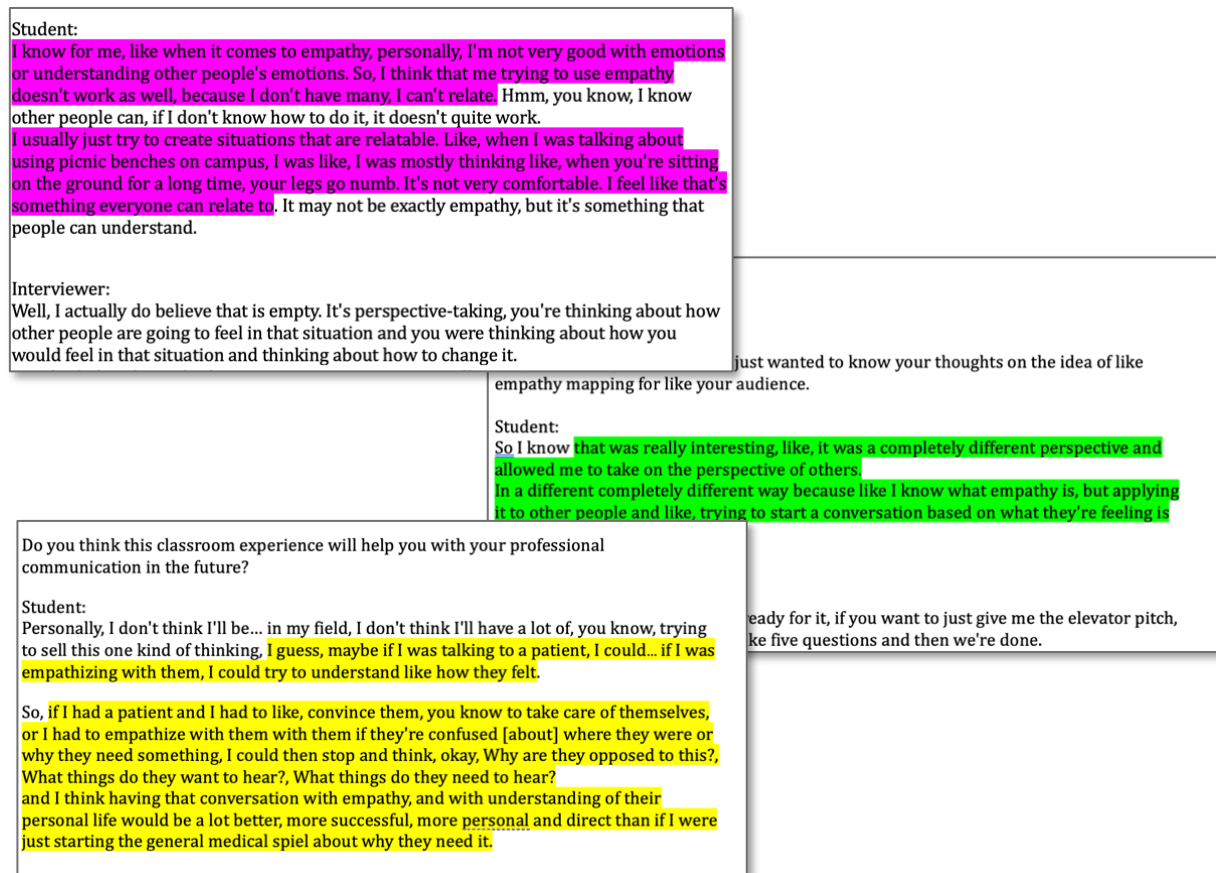 Student:
I know for me, like when it comes to empathy, personally, I'm not very good with emotions
or understanding other people's emotions. So, I think that me trying to use empathy
doesn't work as well, because I don't have many, I can't relate. Hmm, you know, I know
other people can, if I don't know how to do it, it doesn't quite work.
I usually just try to create situations that are relatable. Like, when I was talking about
using picnic benches on campus, I was like, I was mostly thinking like, when you're sitting
on the ground for a long time, your legs go numb. It's not very comfortable. I feel like that's
something everyone can relate to. It may not be exactly empathy, but it's something that
people can understand.
Interviewer:
Well, I actually do believe that is empty. It's perspective-taking, you're thinking about how
other people are going to feel in that situation and you were thinking about how you
would feel in that situation and thinking about how to change it.
just wanted to know your thoughts on the idea of like
empathy mapping for like your audience.
Student:
So I know that was really interesting, like, it was a completely different perspective and
allowed me to take on the perspective of others.
In a different completely different way because like I know what empathy is, but applying
it to other people and like, trying to start a conversation based on what they're feeling is
eady for it, if you want to just give me the elevator pitch,
ke five questions and then we're done.
Do you think this classroom experience will help you with your professional
communication in the future?
Student:
Personally, I don't think I'll be... in my field, I don't think I'll have a lot of, you know, trying
to sell this one kind of thinking, I guess, maybe if I was talking to a patient, I could... if I was
empathizing with them, I could try to understand like how they felt.
So, if I had a patient and I had to like, convince them, you know to take care of themselves,
or I had to empathize with them with them if they're confused [about] where they were or
why they need something, I could then stop and think, okay, Why are they opposed to this?,
What things do they want to hear?, What things do they need to hear?
and I think having that conversation with empathy, and with understanding of their
personal life would be a lot better, more successful, more personal and direct than if I were
just starting the general medical spiel about why they need it.